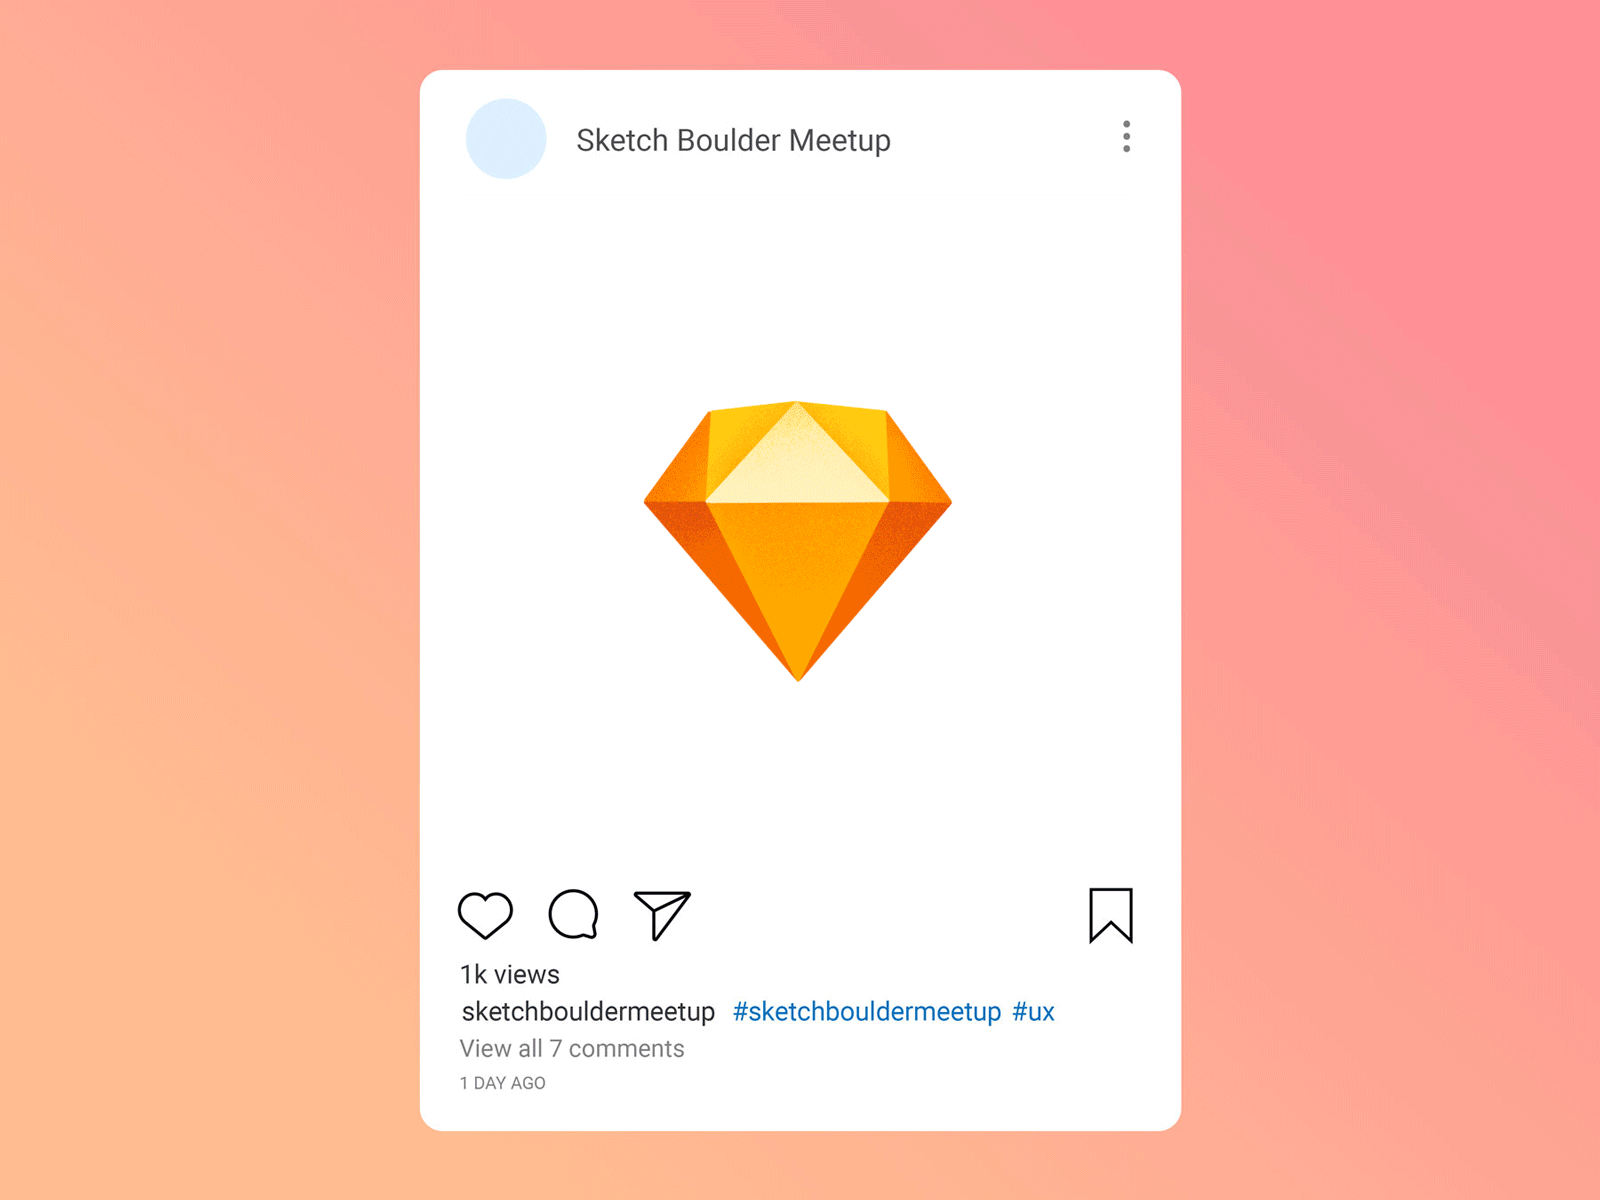 Sketch Boulder Meetup
1k views
sketchbouldermeetup #sketchbouldermeetup #ux
View all 7 comments
1 DAY AGO